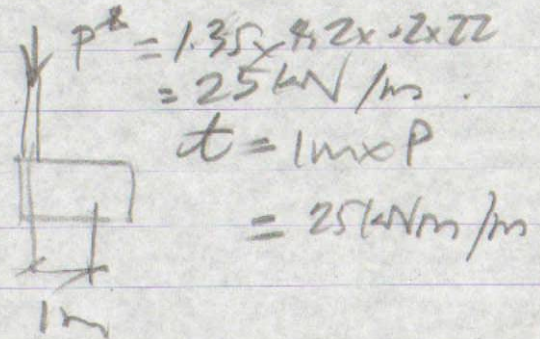 P* = 1.35 x 4.2 x .2 x 22
= 25 kN/m.
t = 1m x P
= 25 kNm/m
1m